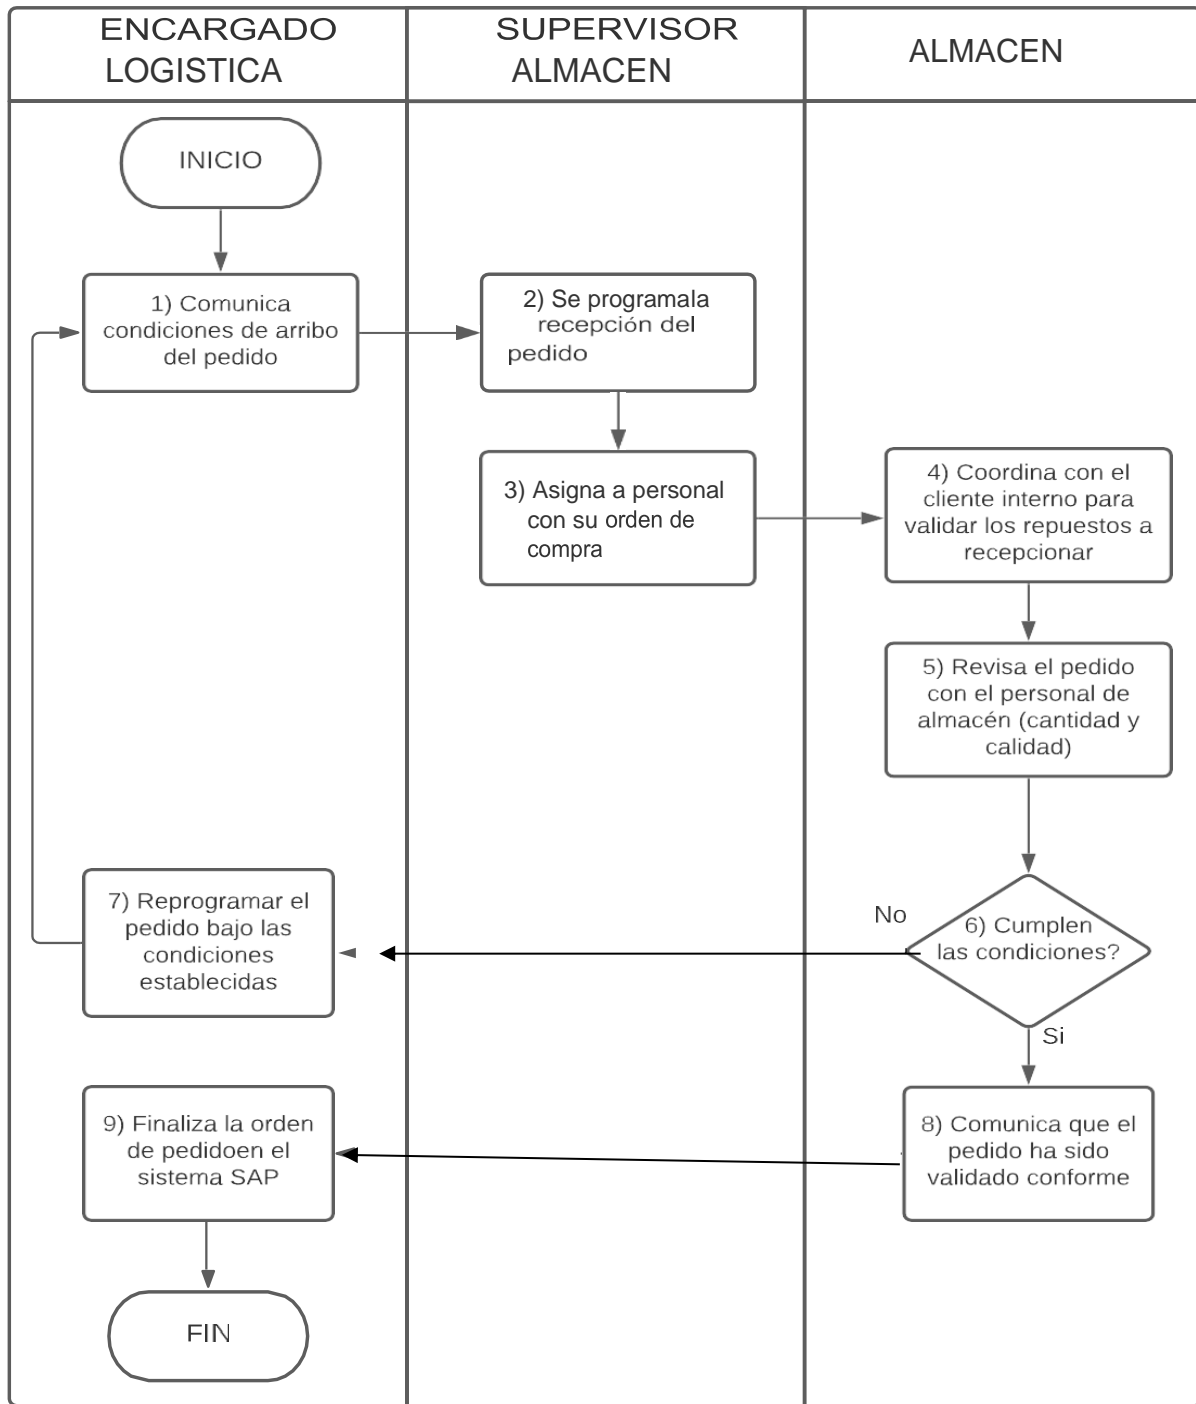 ENCARGADO
LOGISTICA
SUPERVISOR
ALMACEN
ALMACEN
INICIO
1) Comunica
condiciones de arribo
del pedido
2) Se programala
recepción del
pedido
3) Asigna a personal
con su orden de
compra
4) Coordina con el
cliente interno para
validar los repuestos a
recepcionar
5) Revisa el pedido
con el personal de
almacén (cantidad y
calidad)
6) Cumplen
las condiciones?
No
Si
7) Reprogramar el
pedido bajo las
condiciones
establecidas
8) Comunica que el
pedido ha sido
validado conforme
9) Finaliza la orden
de pedidoen el
sistema SAP
FIN